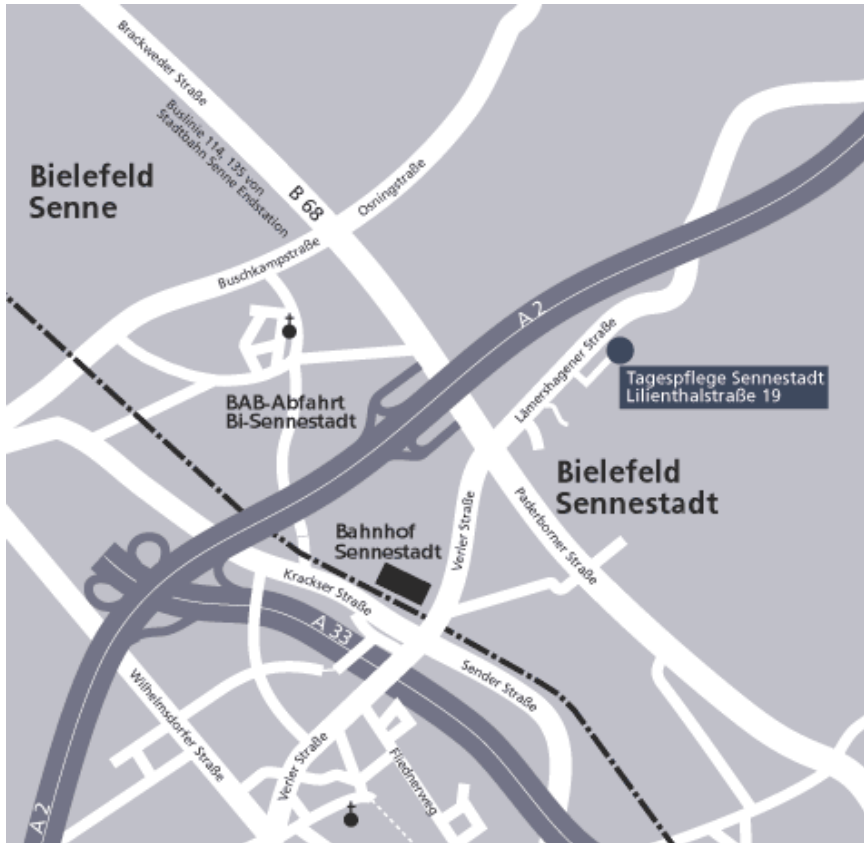 Brackweder Straße
Buslinie 114, 135 von
Stadtbahn Senne Endstation
Bielefeld
Senne
B 68
Osningstraße
Buschkampstraße
A 2
Lämershagener Straße
Tagespflege Sennestadt
Lilienthalstraße 19
BAB-Abfahrt
Bi-Sennestadt
Bielefeld
Sennestadt
Bahnhof
Sennestadt
Verler Straße
Paderborner Straße
Krackser Straße
A 33
Sender Straße
Wilhelmsdorfer Straße
Verler Straße
Fliednerweg
A 2